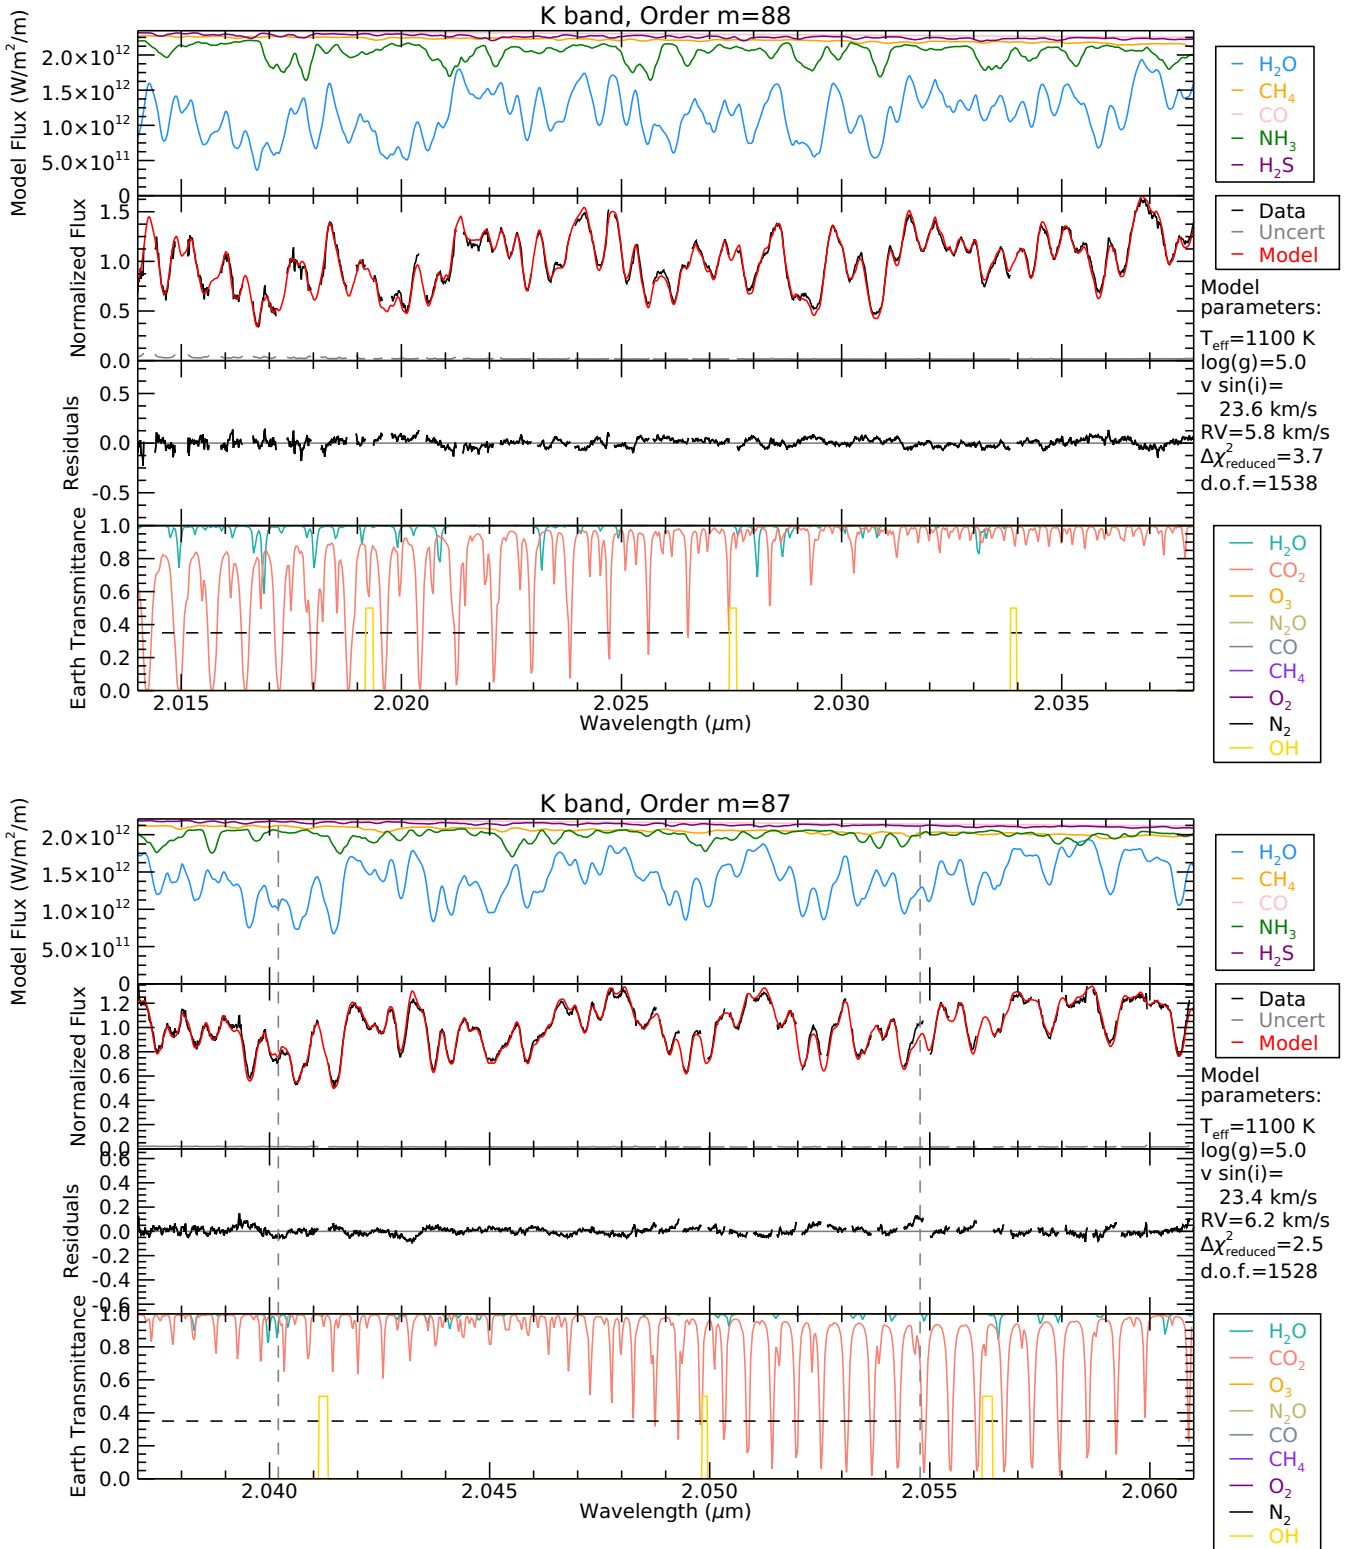 K band, Order m=88
Model Flux (W/m²/m)
2.0×10¹²
1.5×10¹²
1.0×10¹²
5.0×10¹¹
0
H₂O
CH₄
CO
NH₃
H₂S
Normalized Flux
1.5
1.0
0.5
0.0
Data
Uncert
Model
Model
parameters:
T_eff=1100 K
log(g)=5.0
v sin(i)=
23.6 km/s
RV=5.8 km/s
Δχ²_reduced=3.7
d.o.f.=1538
Residuals
0.5
0.0
-0.5
Earth Transmittance
1.0
0.8
0.6
0.4
0.2
0.0
H₂O
CO₂
O₃
N₂O
CO
CH₄
O₂
N₂
OH
2.015 2.020 2.025 2.030 2.035
Wavelength (μm)
K band, Order m=87
Model Flux (W/m²/m)
2.0×10¹²
1.5×10¹²
1.0×10¹²
5.0×10¹¹
0
H₂O
CH₄
CO
NH₃
H₂S
Normalized Flux
1.2
1.0
0.8
0.6
0.4
0.2
0.0
Data
Uncert
Model
Model
parameters:
T_eff=1100 K
log(g)=5.0
v sin(i)=
23.4 km/s
RV=6.2 km/s
Δχ²_reduced=2.5
d.o.f.=1528
Residuals
0.6
0.4
0.2
0.0
-0.2
-0.4
-0.6
Earth Transmittance
1.0
0.8
0.6
0.4
0.2
0.0
H₂O
CO₂
O₃
N₂O
CO
CH₄
O₂
N₂
OH
2.040 2.045 2.050 2.055 2.060
Wavelength (μm)